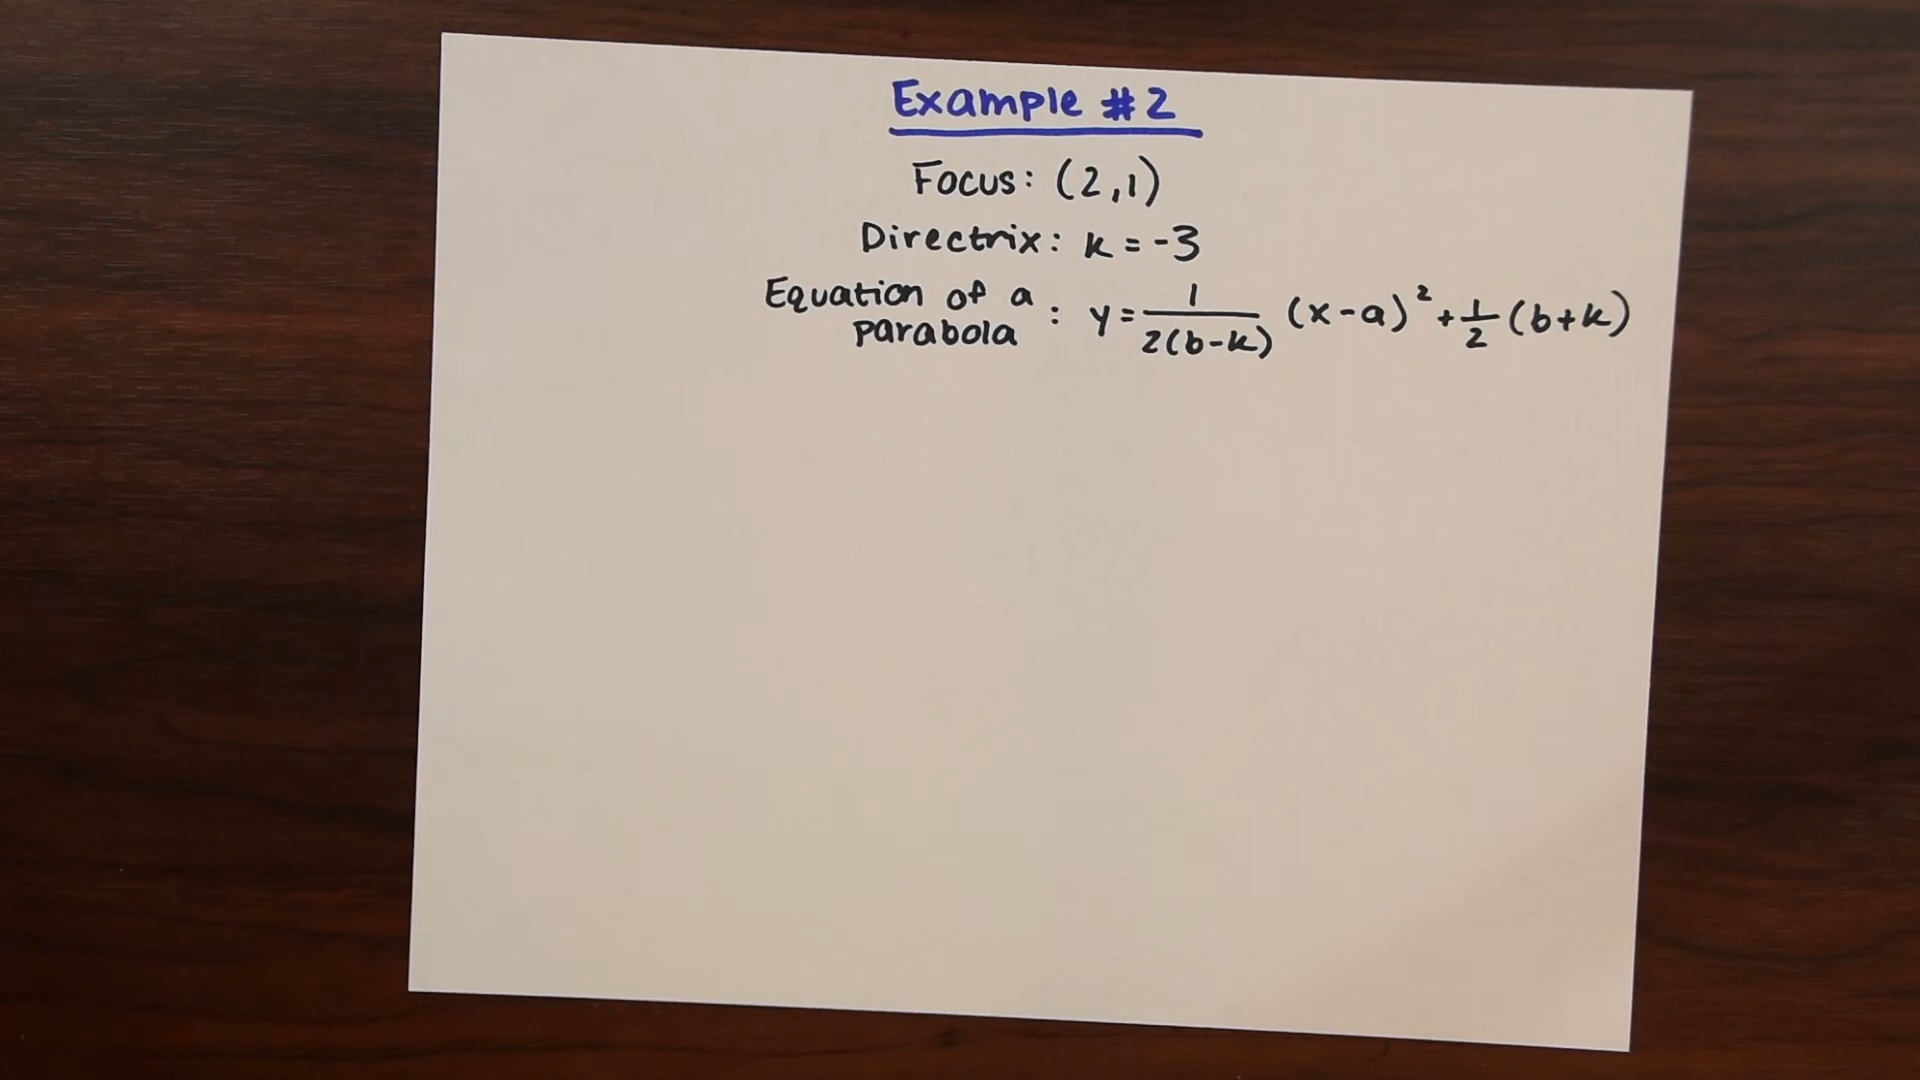 Example #2
Focus: (2,1)
Directrix: k = -3
Equation of a parabola : y = 1/2(b-k) (x-a)² + 1/2 (b+k)